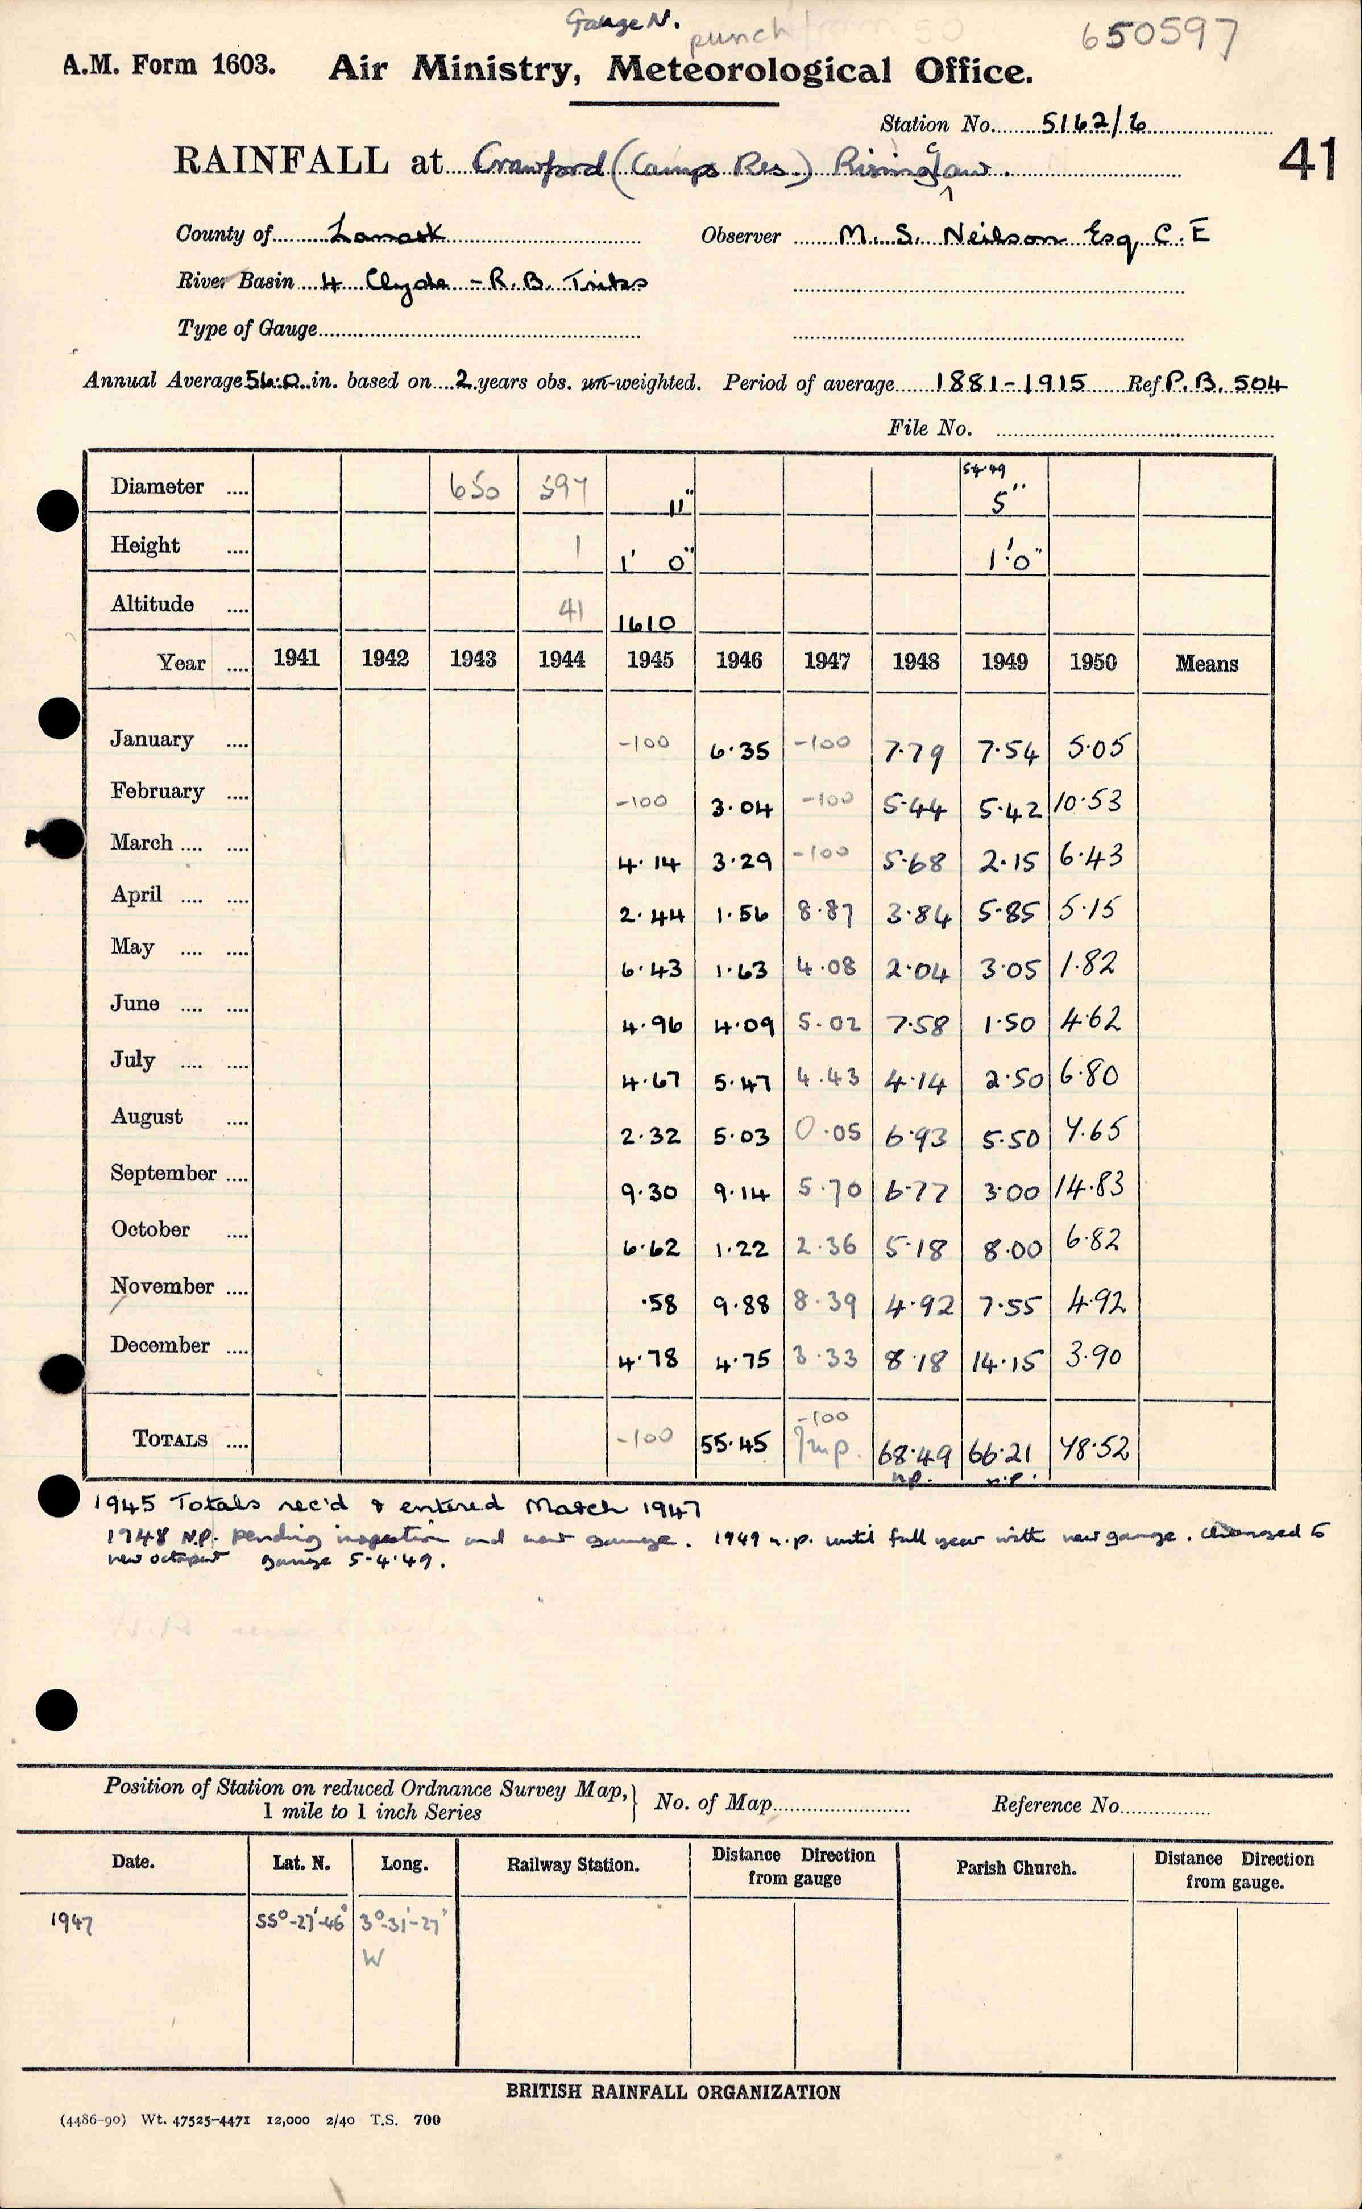 Gauge N. punch from 50 650597
A.M. Form 1603. Air Ministry, Meteorological Office.
Station No. 5162/6
41
RAINFALL at Crawford (Camps Res.) Rising Claw.
County of Lanark Observer M. S. Neilson Esq C.E
River Basin 4 Clyde - R.B. Tribs
Type of Gauge
Annual Average 56.0 in. based on 2 years obs. un-weighted. Period of average 1881-1915 Ref P.B. 504
File No.
Diameter .... 650 597 11" 5.4.49 5"
Height .... 1 1' 0" 1'.0"
Altitude .... 41 1610
Year .... 1941 1942 1943 1944 1945 1946 1947 1948 1949 1950 Means
January .... -100 6.35 -100 7.79 7.54 5.05
February .... -100 3.04 -100 5.44 5.42 10.53
March .... .... 4.14 3.29 -100 5.68 2.15 6.43
April .... .... 2.44 1.56 8.87 3.84 5.85 5.15
May .... .... 6.43 1.63 4.08 2.04 3.05 1.82
June .... .... 4.96 4.09 5.02 7.58 1.50 4.62
July .... .... 4.67 5.47 4.43 4.14 2.50 6.80
August .... 2.32 5.03 0.05 6.93 5.50 7.65
September .... 9.30 9.14 5.70 6.77 3.00 14.83
October .... 6.62 1.22 2.36 5.18 8.00 6.82
November .... .58 9.88 8.39 4.92 7.55 4.92
December .... 4.78 4.75 3.33 8.18 14.15 3.90
TOTALS .... -100 55.45 -100 Imp. 68.49 n.p. 66.21 n.p. 78.52
1945 Totals rec'd & entered March 1947
1948 N.P. pending inspection and new gauge. 1949 n.p. until full year with new gauge. Changed to
new octapent gauge 5.4.49.
Position of Station on reduced Ordnance Survey Map, 1 mile to 1 inch Series } No. of Map Reference No.
Date. Lat. N. Long. Railway Station. Distance Direction from gauge Parish Church. Distance Direction from gauge.
1947 55°-27'-46" 3°-31'-27" W
BRITISH RAINFALL ORGANIZATION
(4486-90) Wt. 47525-4471 12,000 2/40 T.S. 700